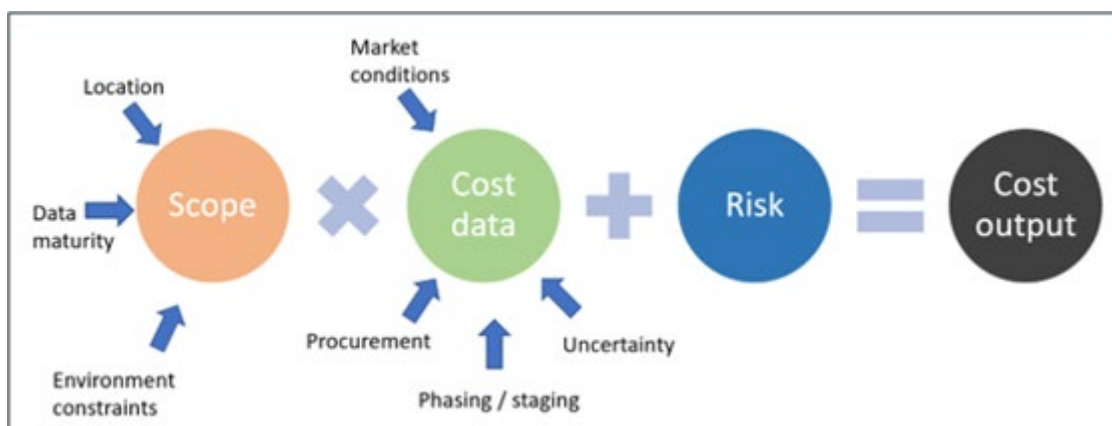 Market
conditions
Location
Scope
Cost
data
Risk
Cost
output
Data
maturity
Procurement
Uncertainty
Environment
constraints
Phasing / staging